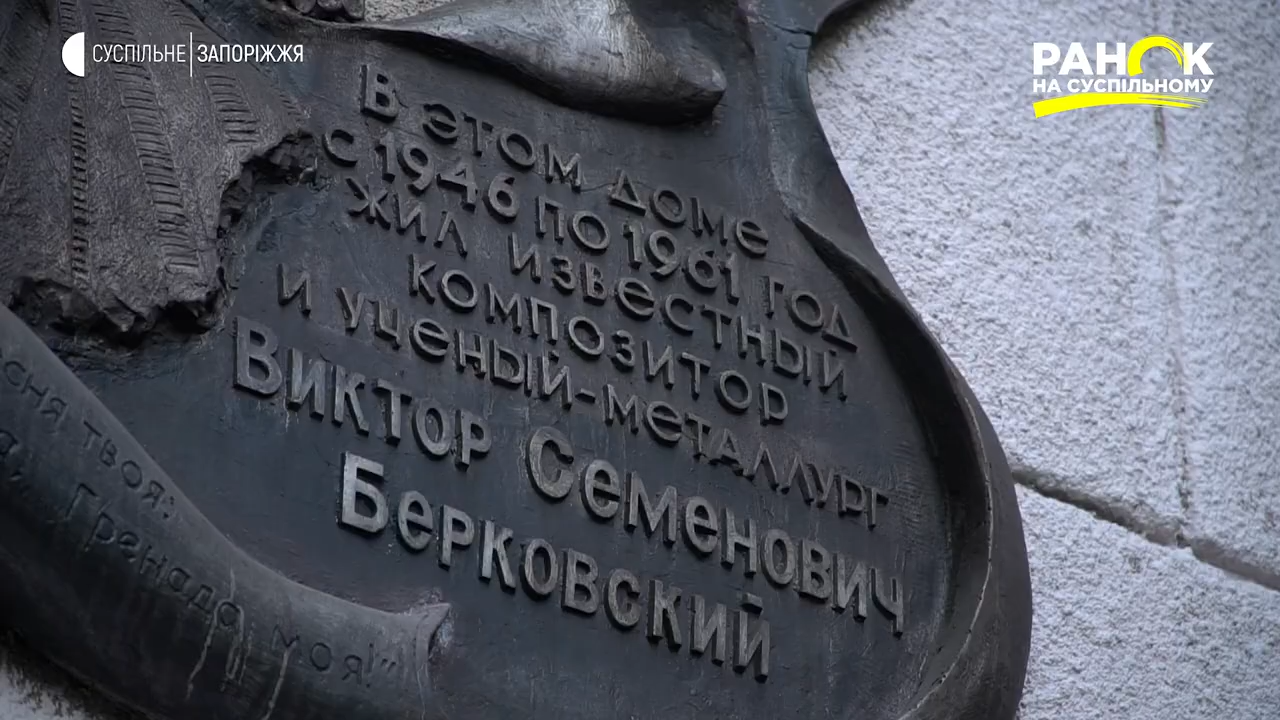 СУСПІЛЬНЕ ЗАПОРІЖЖЯ
РАНОК
НА СУСПІЛЬНОМУ
В ЭТОМ ДОМЕ
С 1946 ПО 1961 ГОД
ЖИЛ ИЗВЕСТНЫЙ
КОМПОЗИТОР
И УЧЕНЫЙ-МЕТАЛЛУРГ
ВИКТОР СЕМЕНОВИЧ
БЕРКОВСКИЙ
твоя:
Гренада моя!"